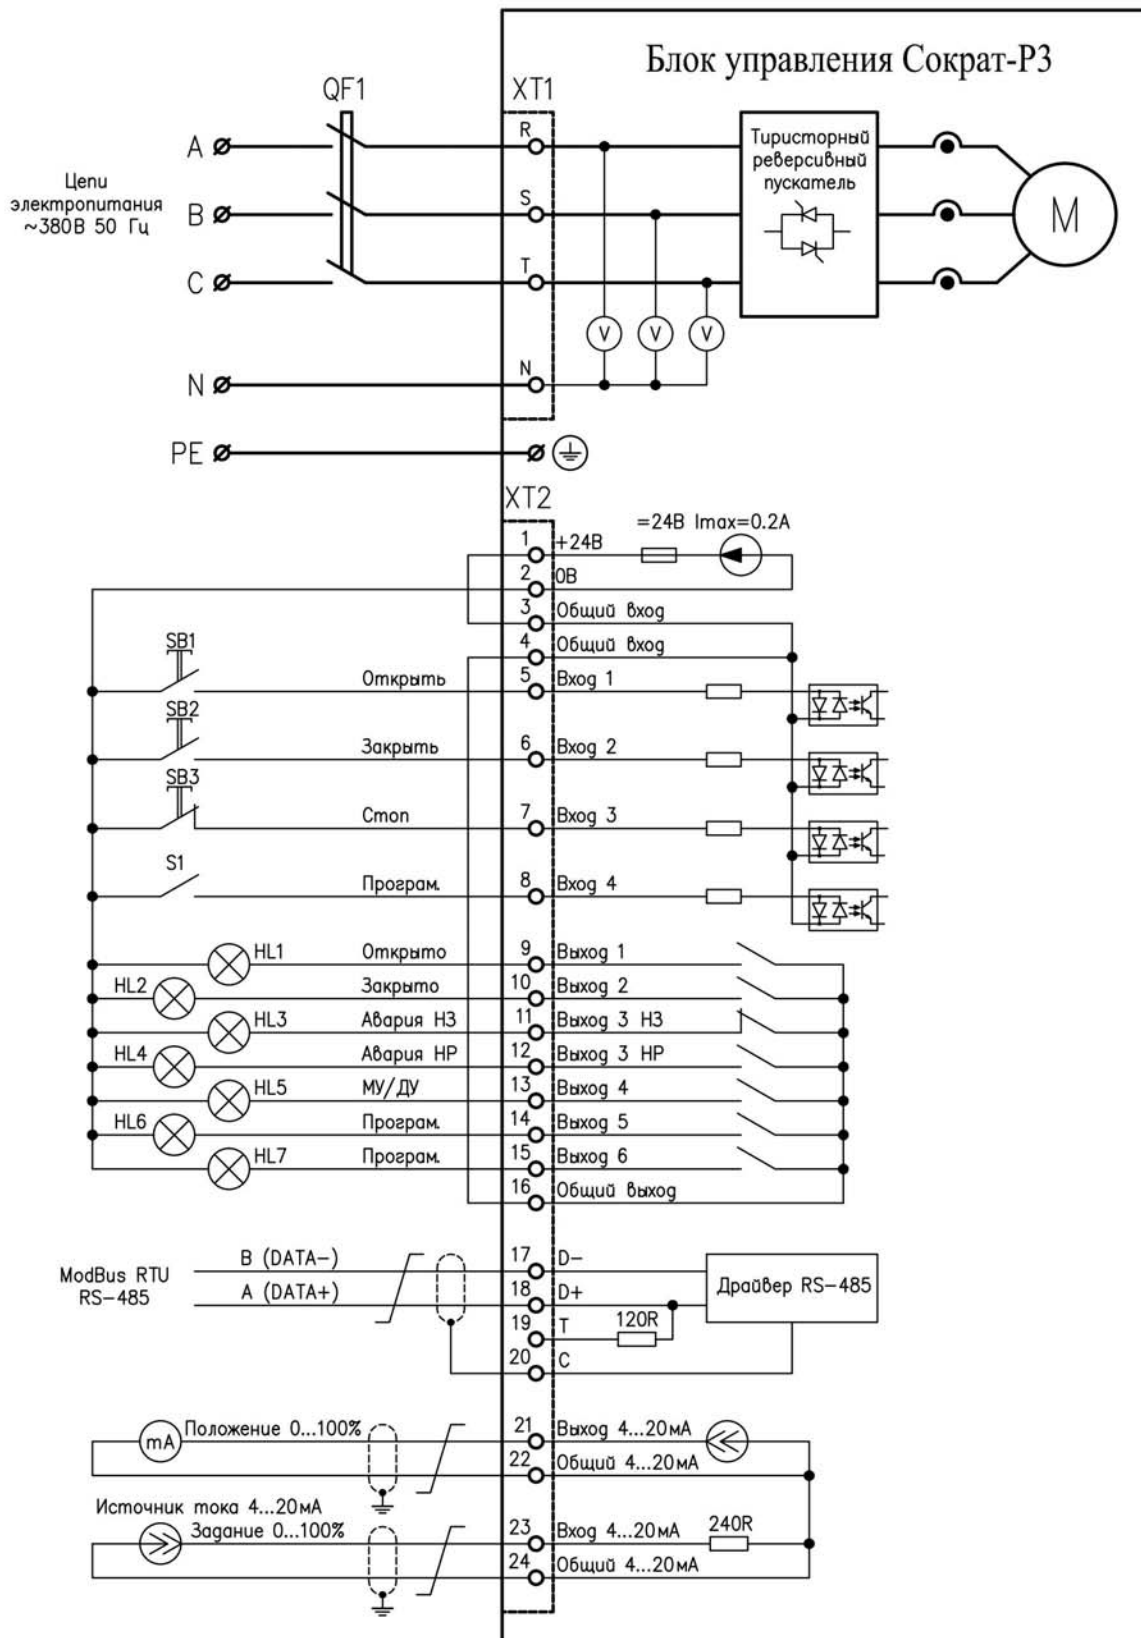 Блок управления Сократ-Р3
QF1
XT1
A
R
Цепи
электропитания
~380В 50 Гц
B
S
C
T
Тиристорный
реверсивный
пускатель
M
V
V
V
N
N
PE
XT2
=24В Imax=0.2А
1
+24В
2
0В
3
Общий вход
4
Общий вход
SB1
Открыть
5
Вход 1
SB2
Закрыть
6
Вход 2
SB3
Стоп
7
Вход 3
S1
Програм.
8
Вход 4
HL1
Открыто
9
Выход 1
HL2
Закрыто
10
Выход 2
HL3
Авария НЗ
11
Выход 3 НЗ
HL4
Авария НР
12
Выход 3 НР
HL5
МУ/ДУ
13
Выход 4
HL6
Програм.
14
Выход 5
HL7
Програм.
15
Выход 6
16
Общий выход
ModBus RTU
RS-485
B (DATA-)
17
D-
A (DATA+)
18
D+
Драйвер RS-485
19
T
120R
20
C
mA
Положение 0...100%
21
Выход 4...20мА
22
Общий 4...20мА
Источник тока 4...20мА
Задание 0...100%
23
Вход 4...20мА
240R
24
Общий 4...20мА